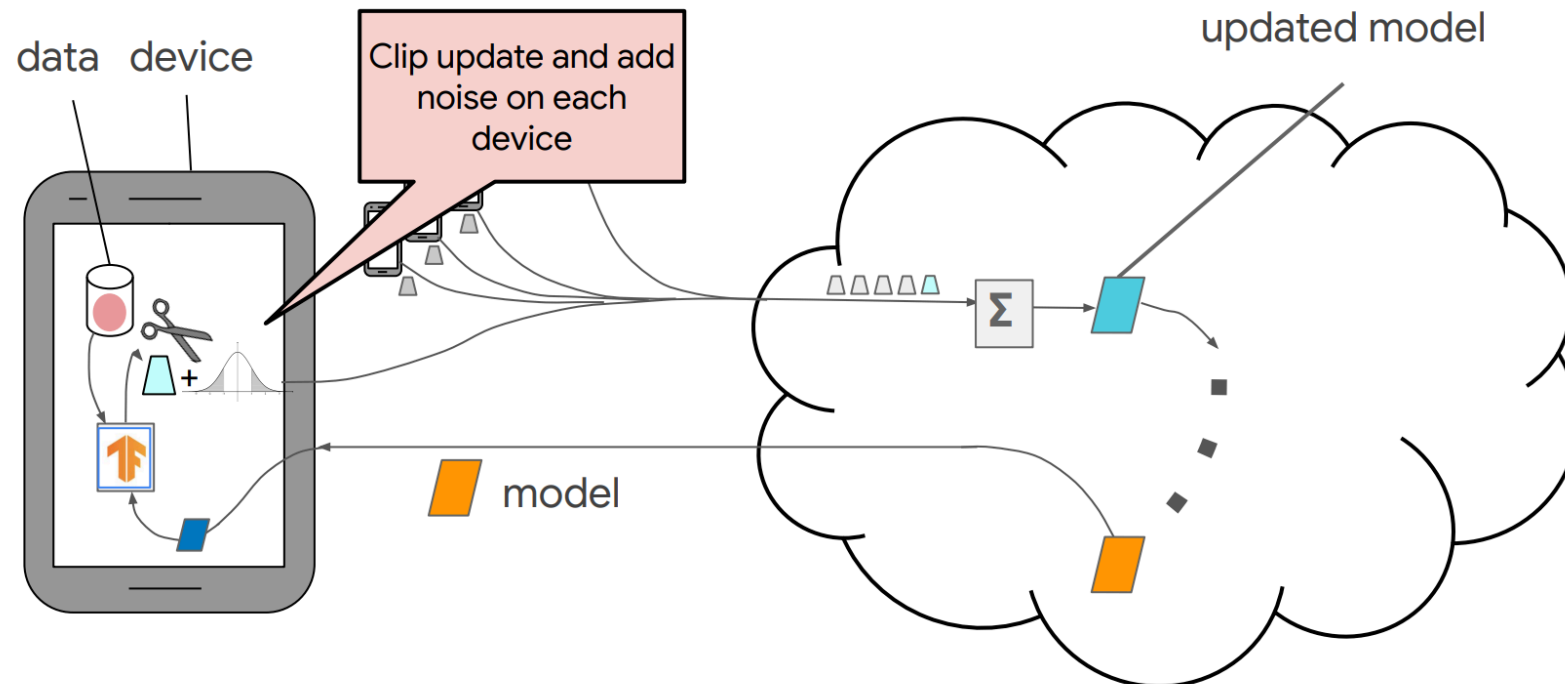 data device
Clip update and add
noise on each
device
updated model
+
Σ
model